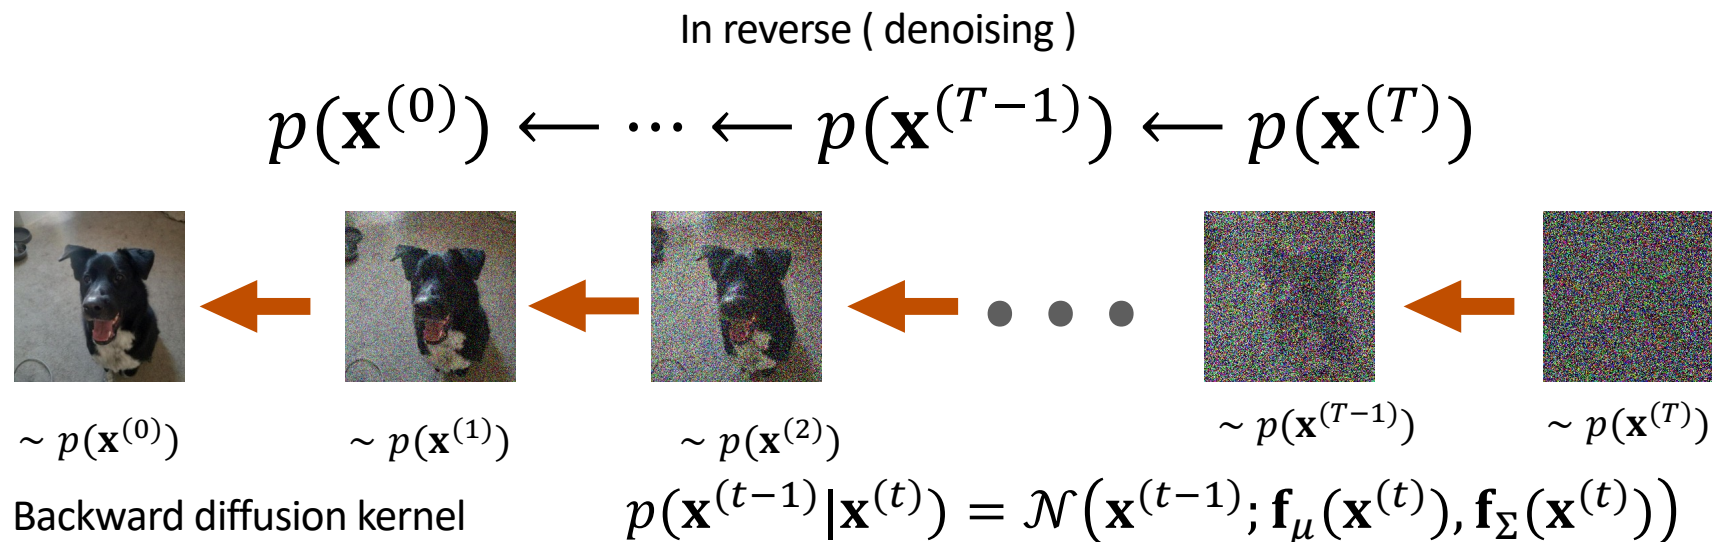 In reverse ( denoising )
p(𝐱^(0)) ⟵ ⋯ ⟵ p(𝐱^(T−1)) ⟵ p(𝐱^(T))
∼ p(𝐱^(0)) ∼ p(𝐱^(1)) ∼ p(𝐱^(2)) ∼ p(𝐱^(T−1)) ∼ p(𝐱^(T))
Backward diffusion kernel p(𝐱^(t−1)|𝐱^(t)) = 𝒩(𝐱^(t−1); 𝐟_μ(𝐱^(t)), 𝐟_Σ(𝐱^(t)))